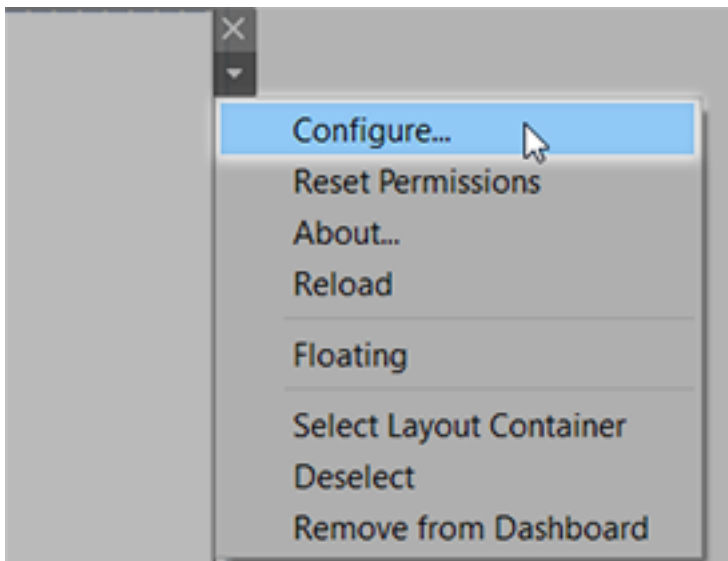 Configure...
Reset Permissions
About...
Reload
Floating
Select Layout Container
Deselect
Remove from Dashboard